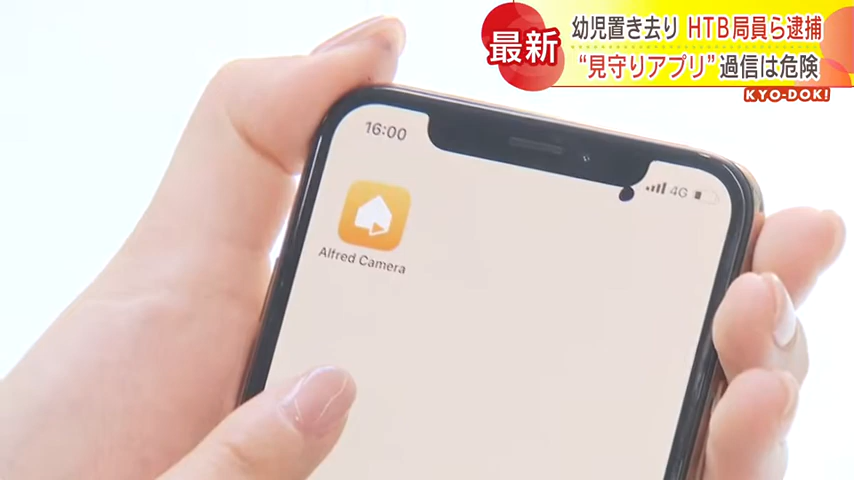 最新
幼児置き去り HTB局員ら逮捕
“見守りアプリ”過信は危険
KYO-DOKI
16:00
4G
Alfred Camera